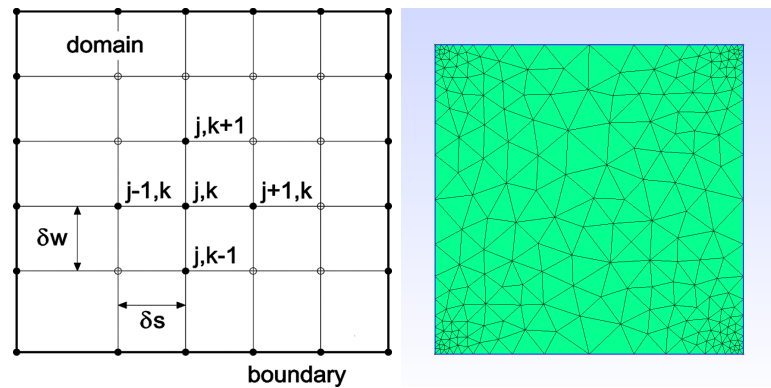 domain
j,k+1
j-1,k
j,k
j+1,k
δw
j,k-1
δs
boundary